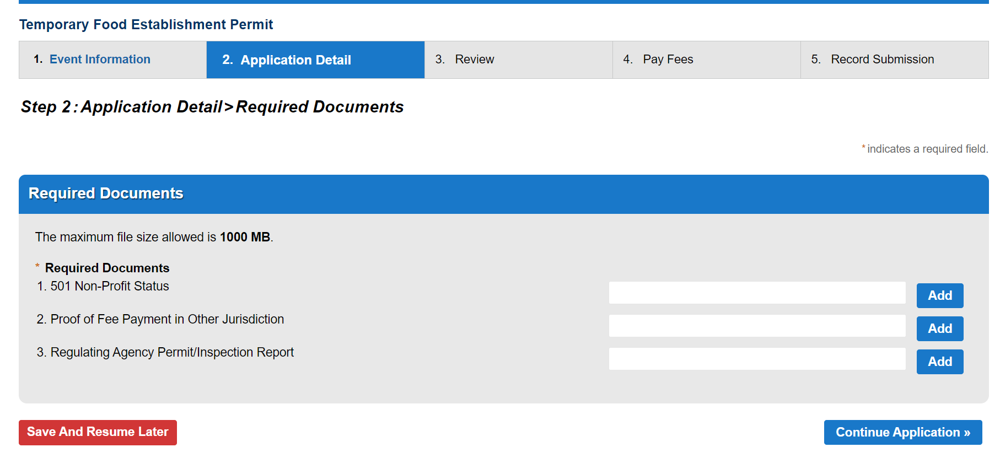 Temporary Food Establishment Permit
1. Event Information 2. Application Detail 3. Review 4. Pay Fees 5. Record Submission
Step 2: Application Detail > Required Documents
* indicates a required field.
Required Documents
The maximum file size allowed is 1000 MB.
* Required Documents
1. 501 Non-Profit Status Add
2. Proof of Fee Payment in Other Jurisdiction Add
3. Regulating Agency Permit/Inspection Report Add
Save And Resume Later Continue Application »